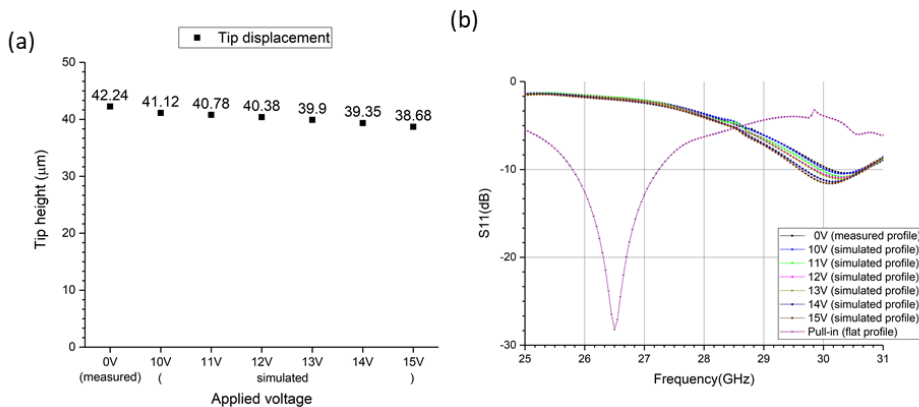 (a)
Tip displacement
50
40
30
20
10
0
Tip height (μm)
42.24
41.12
40.78
40.38
39.9
39.35
38.68
0V
10V
11V
12V
13V
14V
15V
(measured)
(
simulated
)
Applied voltage
(b)
0
-10
-20
-30
S11(dB)
25
26
27
28
29
30
31
Frequency(GHz)
0V (measured profile)
10V (simulated profile)
11V (simulated profile)
12V (simulated profile)
13V (simulated profile)
14V (simulated profile)
15V (simulated profile)
Pull-in (flat profile)